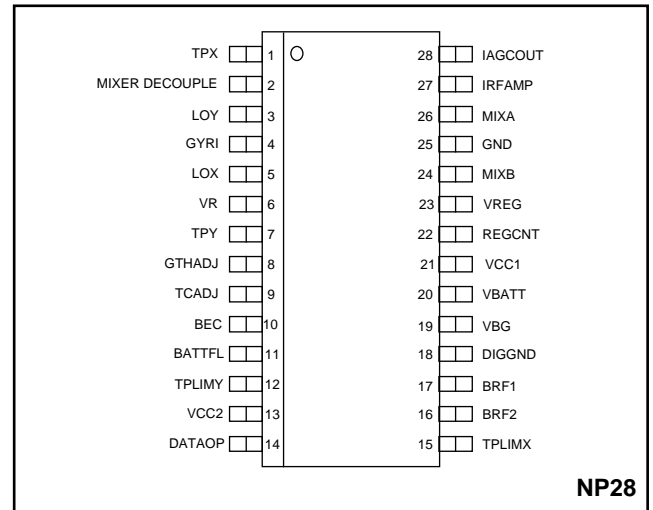 TPX 1 28 IAGCOUT
MIXER DECOUPLE 2 27 IRFAMP
LOY 3 26 MIXA
GYRI 4 25 GND
LOX 5 24 MIXB
VR 6 23 VREG
TPY 7 22 REGCNT
GTHADJ 8 21 VCC1
TCADJ 9 20 VBATT
BEC 10 19 VBG
BATTFL 11 18 DIGGND
TPLIMY 12 17 BRF1
VCC2 13 16 BRF2
DATAOP 14 15 TPLIMX
NP28